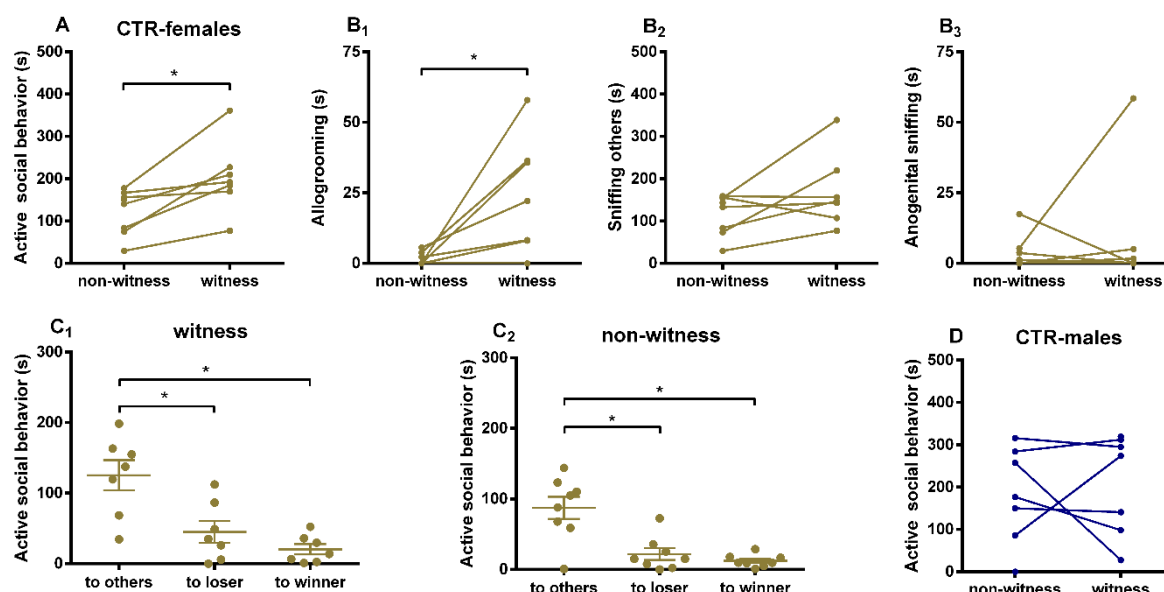 A
CTR-females
Active social behavior (s)
500
400
300
200
100
0
*
non-witness
witness
B1
Allogrooming (s)
75
50
25
0
*
non-witness
witness
B2
Sniffing others (s)
500
400
300
200
100
0
non-witness
witness
B3
Anogenital sniffing (s)
75
50
25
0
non-witness
witness
C1
witness
Active social behavior (s)
300
200
100
0
*
*
to others
to loser
to winner
C2
non-witness
Active social behavior (s)
300
200
100
0
*
*
to others
to loser
to winner
D
CTR-males
Active social behavior (s)
500
400
300
200
100
0
non-witness
witness